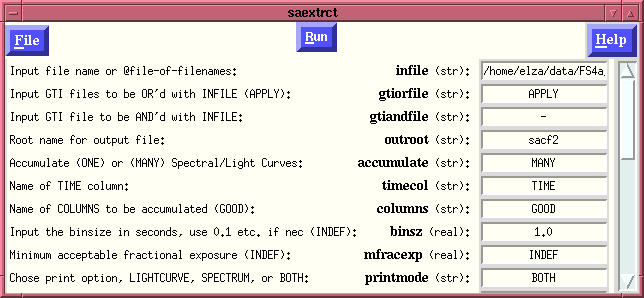 saextrct
File Run Help
Input file name or @file-of-filenames: infile (str): /home/elza/data/FS4a
Input GTI files to be OR'd with INFILE (APPLY): gtiorfile (str): APPLY
Input GTI file to be AND'd with INFILE: gtiandfile (str): -
Root name for output file: outroot (str): sacf2
Accumulate (ONE) or (MANY) Spectral/Light Curves: accumulate (str): MANY
Name of TIME column: timecol (str): TIME
Name of COLUMNS to be accumulated (GOOD): columns (str): GOOD
Input the binsize in seconds, use 0.1 etc. if nec (INDEF): binsz (real): 1.0
Minimum acceptable fractional exposure (INDEF): mfracexp (real): INDEF
Chose print option, LIGHTCURVE, SPECTRUM, or BOTH: printmode (str): BOTH